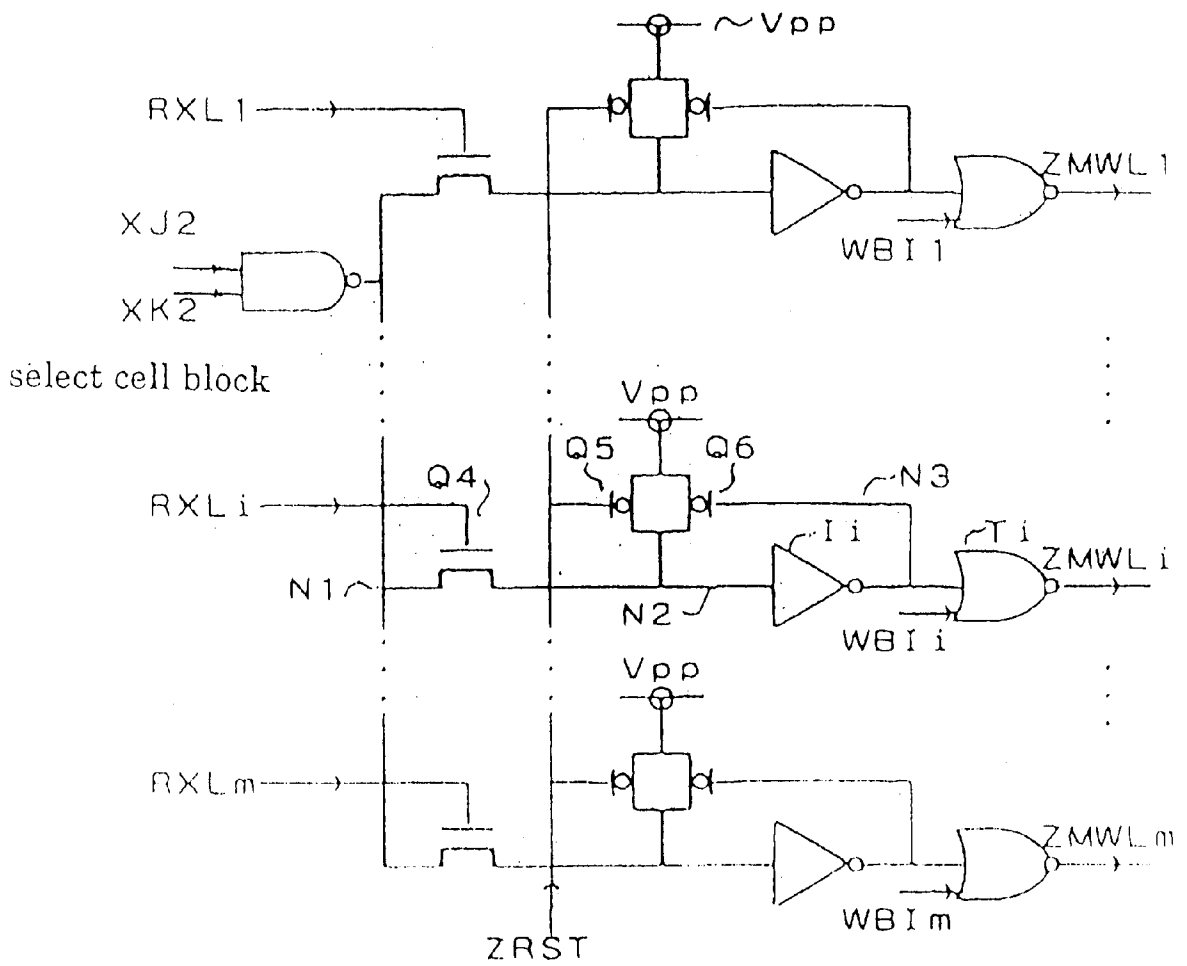 ~Vpp
RXL1
ZMWL1
XJ2
WBI1
XK2
select cell block
Vpp
Q5
Q6
Q4
N3
RXLi
Ii
Ti
ZMWLi
N1
N2
WBIi
Vpp
RXLm
ZMWLm
WBIm
ZRST